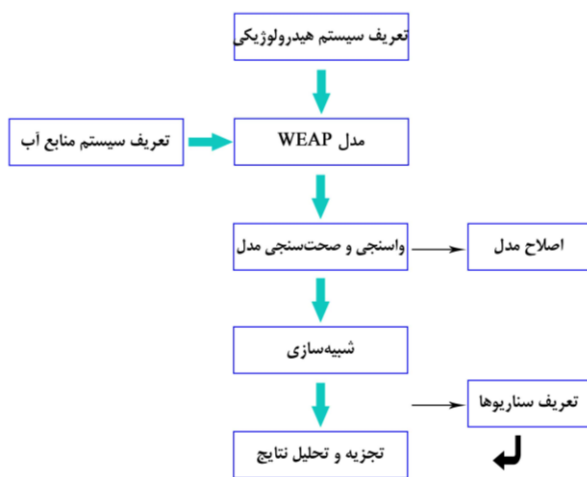 تعریف سیستم هیدرولوژیکی
مدل WEAP
تعریف سیستم منابع آب
واسنجی و صحت‌سنجی مدل
اصلاح مدل
شبیه‌سازی
تعریف سناریوها
تجزیه و تحلیل نتایج